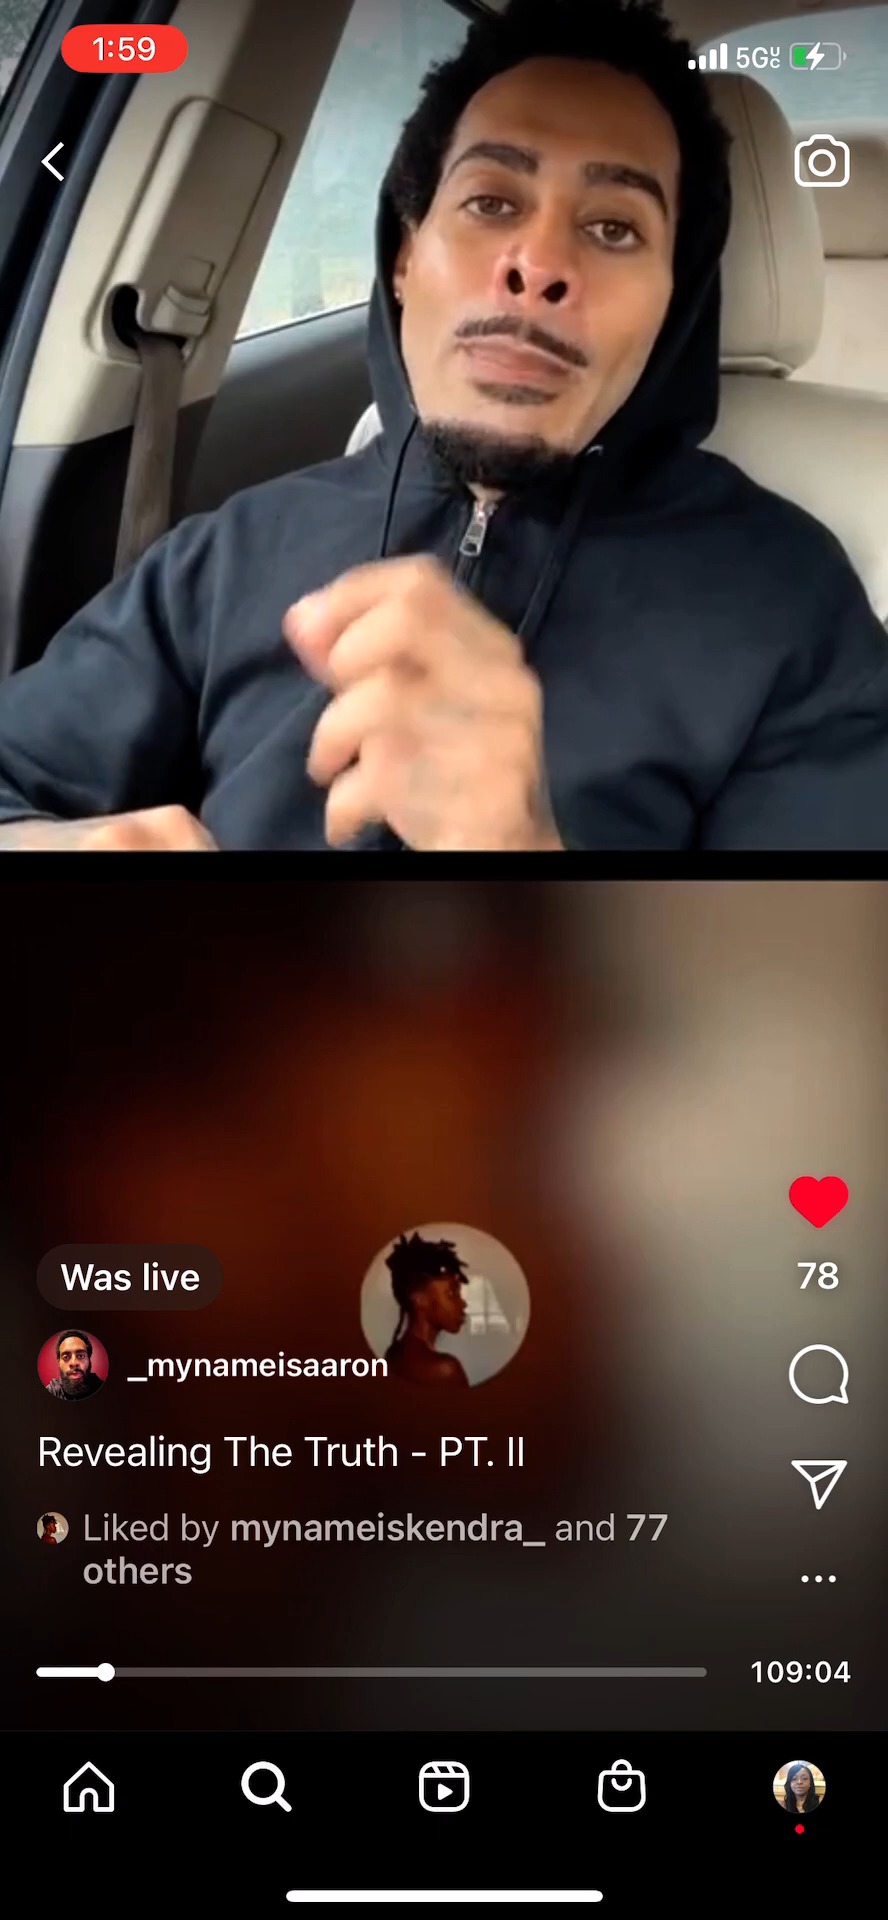 1:59
5GUC
Was live
_mynameisaaron
Revealing The Truth - PT. II
Liked by mynameiskendra_ and 77
others
78
109:04